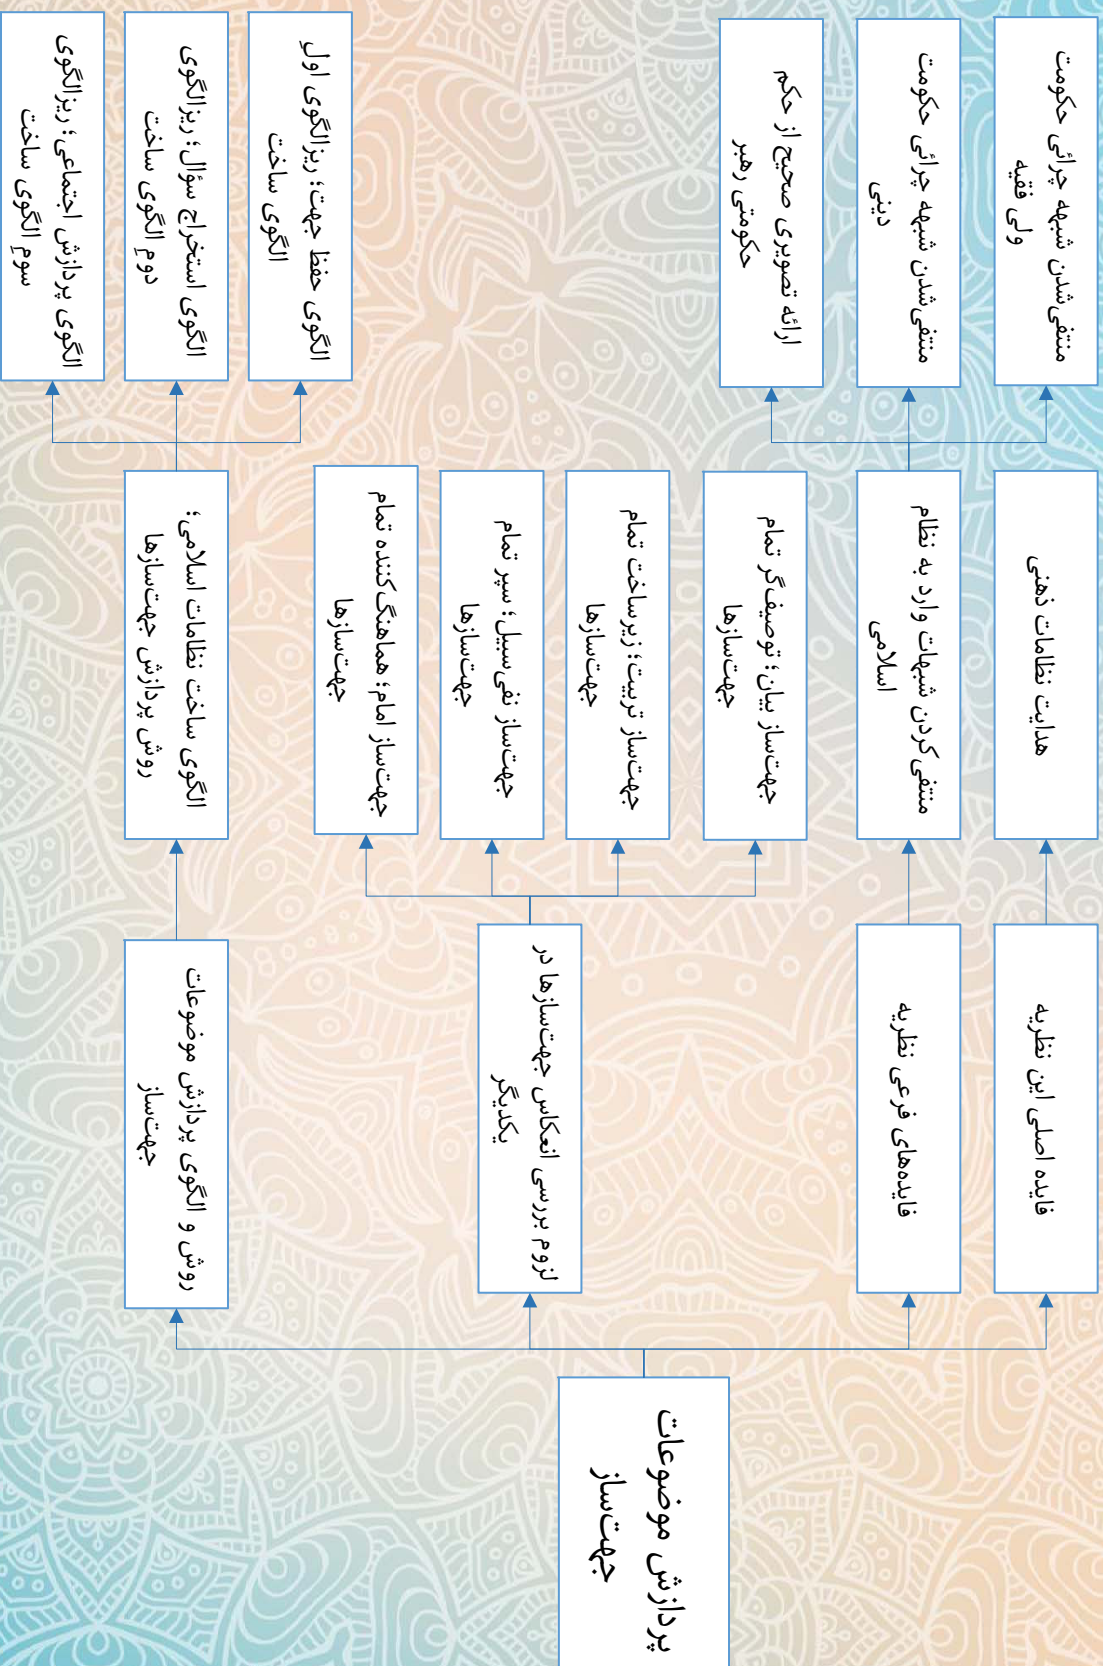 پردازش موضوعات
جهت‌ساز
فایده اصلی این نظریه
هدایت نظامات ذهنی
فایده‌های فرعی نظریه
منتفی‌کردن شبهات وارد به نظام
اسلامی
منتفی‌شدن شبهه چرائی حکومت
ولی فقیه
منتفی‌شدن شبهه چرائی حکومت
دینی
ارائه تصویری صحیح از حکم
حکومتی رهبر
لزوم بررسی انعکاس جهت‌سازها در
یکدیگر
جهت‌ساز بیان؛ توصیف‌گر تمام
جهت‌سازها
جهت‌ساز تربیت؛ زیرساخت تمام
جهت‌سازها
جهت‌ساز نفی سبیل؛ سپر تمام
جهت‌سازها
جهت‌ساز امام؛ هماهنگ‌کننده تمام
جهت‌سازها
روش و الگوی پردازش موضوعات
جهت‌ساز
الگوی ساخت نظامات اسلامی؛
روش پردازش جهت‌سازها
الگوی حفظ جهت؛ ریزالگوی اولِ
الگوی ساخت
الگوی استخراج سؤال؛ ریزالگوی
دومِ الگوی ساخت
الگوی پردازش اجتماعی؛ ریزالگوی
سومِ الگوی ساخت